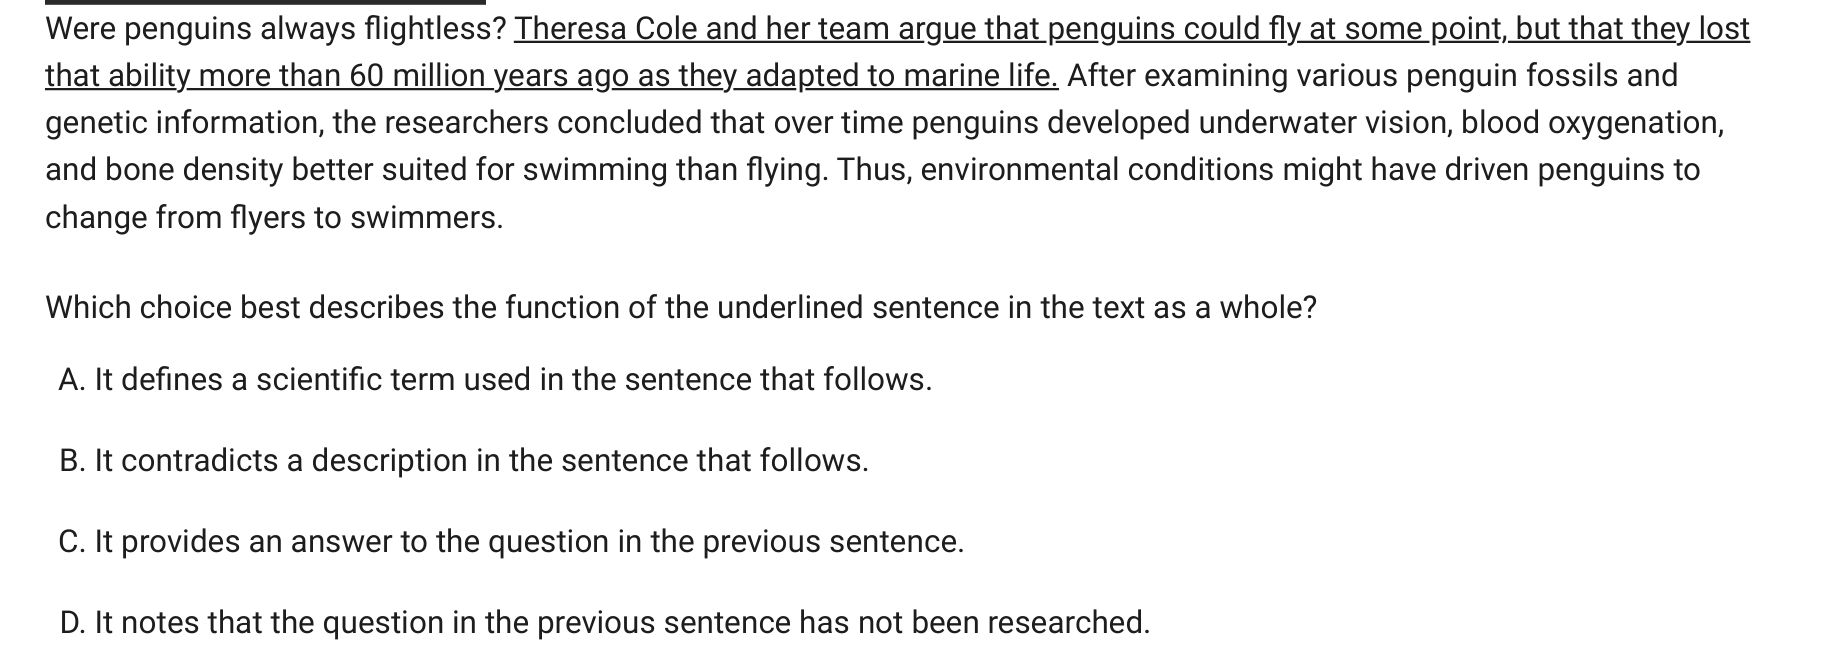 Were penguins always flightless? Theresa Cole and her team argue that penguins could fly at some point, but that they lost
that ability more than 60 million years ago as they adapted to marine life. After examining various penguin fossils and
genetic information, the researchers concluded that over time penguins developed underwater vision, blood oxygenation,
and bone density better suited for swimming than flying. Thus, environmental conditions might have driven penguins to
change from flyers to swimmers.
Which choice best describes the function of the underlined sentence in the text as a whole?
A. It defines a scientific term used in the sentence that follows.
B. It contradicts a description in the sentence that follows.
C. It provides an answer to the question in the previous sentence.
D. It notes that the question in the previous sentence has not been researched.